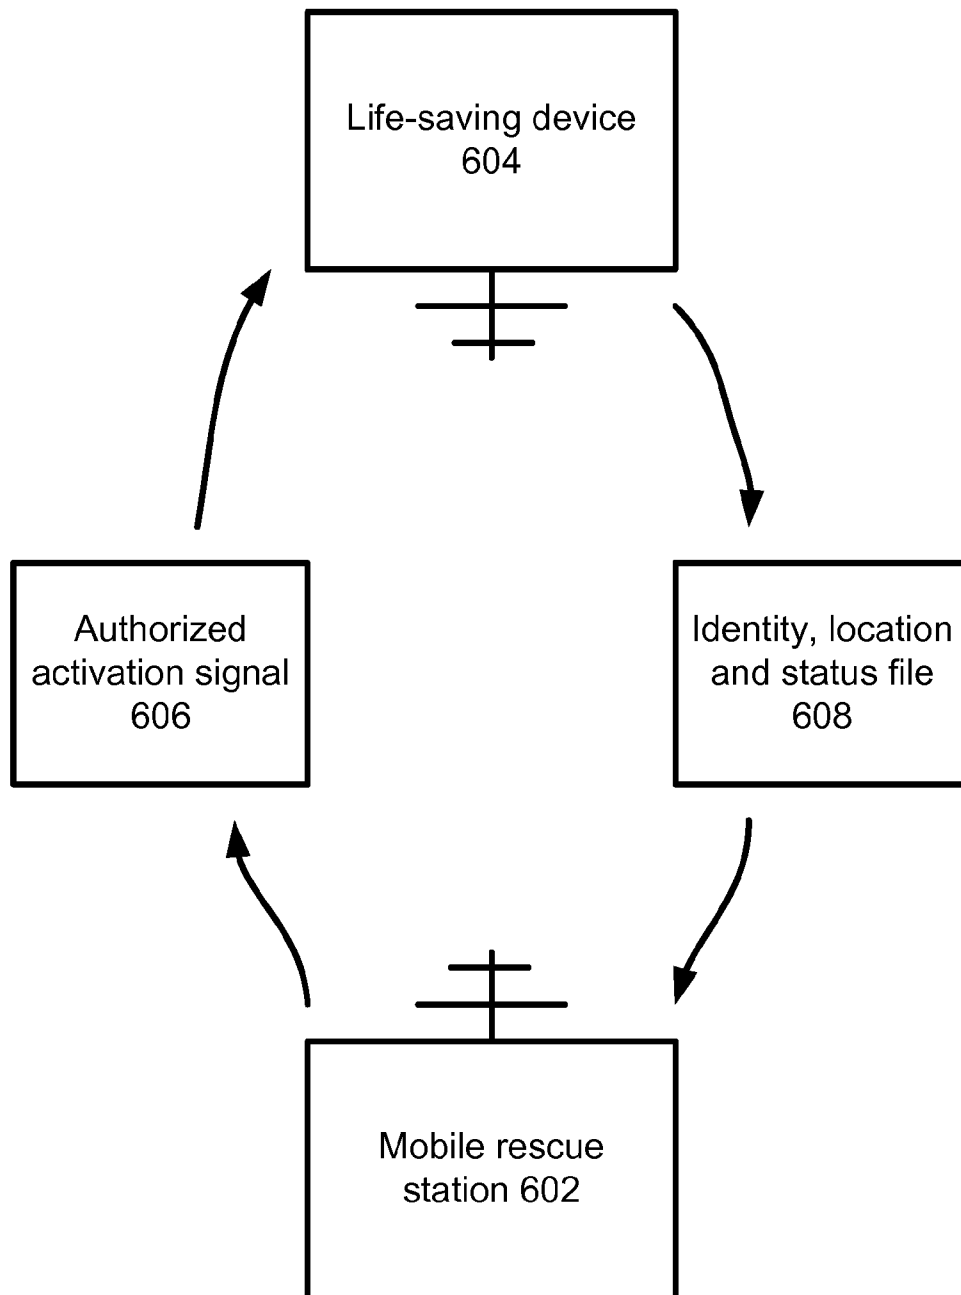 Life-saving device
604
Authorized
activation signal
606
Identity, location
and status file
608
Mobile rescue
station 602